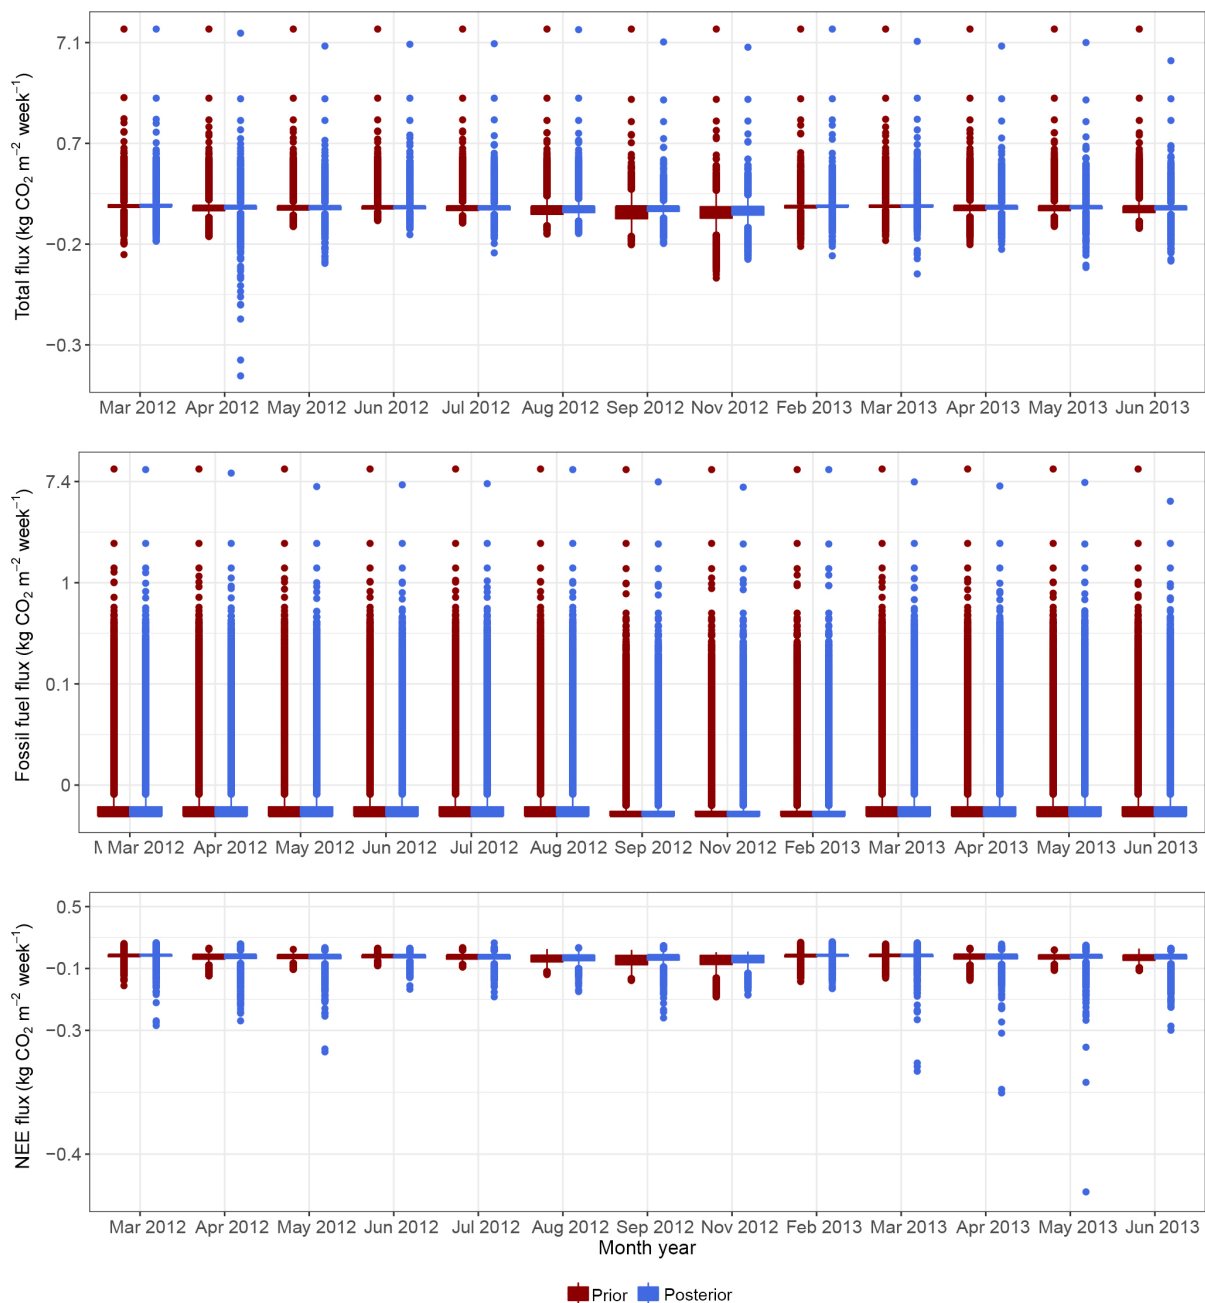 Total flux (kg CO₂ m⁻² week⁻¹)
7.1
0.7
−0.2
−0.3
Mar 2012 Apr 2012 May 2012 Jun 2012 Jul 2012 Aug 2012 Sep 2012 Nov 2012 Feb 2013 Mar 2013 Apr 2013 May 2013 Jun 2013
Fossil fuel flux (kg CO₂ m⁻² week⁻¹)
7.4
1
0.1
0
Mar 2012 Apr 2012 May 2012 Jun 2012 Jul 2012 Aug 2012 Sep 2012 Nov 2012 Feb 2013 Mar 2013 Apr 2013 May 2013 Jun 2013
NEE flux (kg CO₂ m⁻² week⁻¹)
0.5
−0.1
−0.3
−0.4
Mar 2012 Apr 2012 May 2012 Jun 2012 Jul 2012 Aug 2012 Sep 2012 Nov 2012 Feb 2013 Mar 2013 Apr 2013 May 2013 Jun 2013
Month year
Prior Posterior